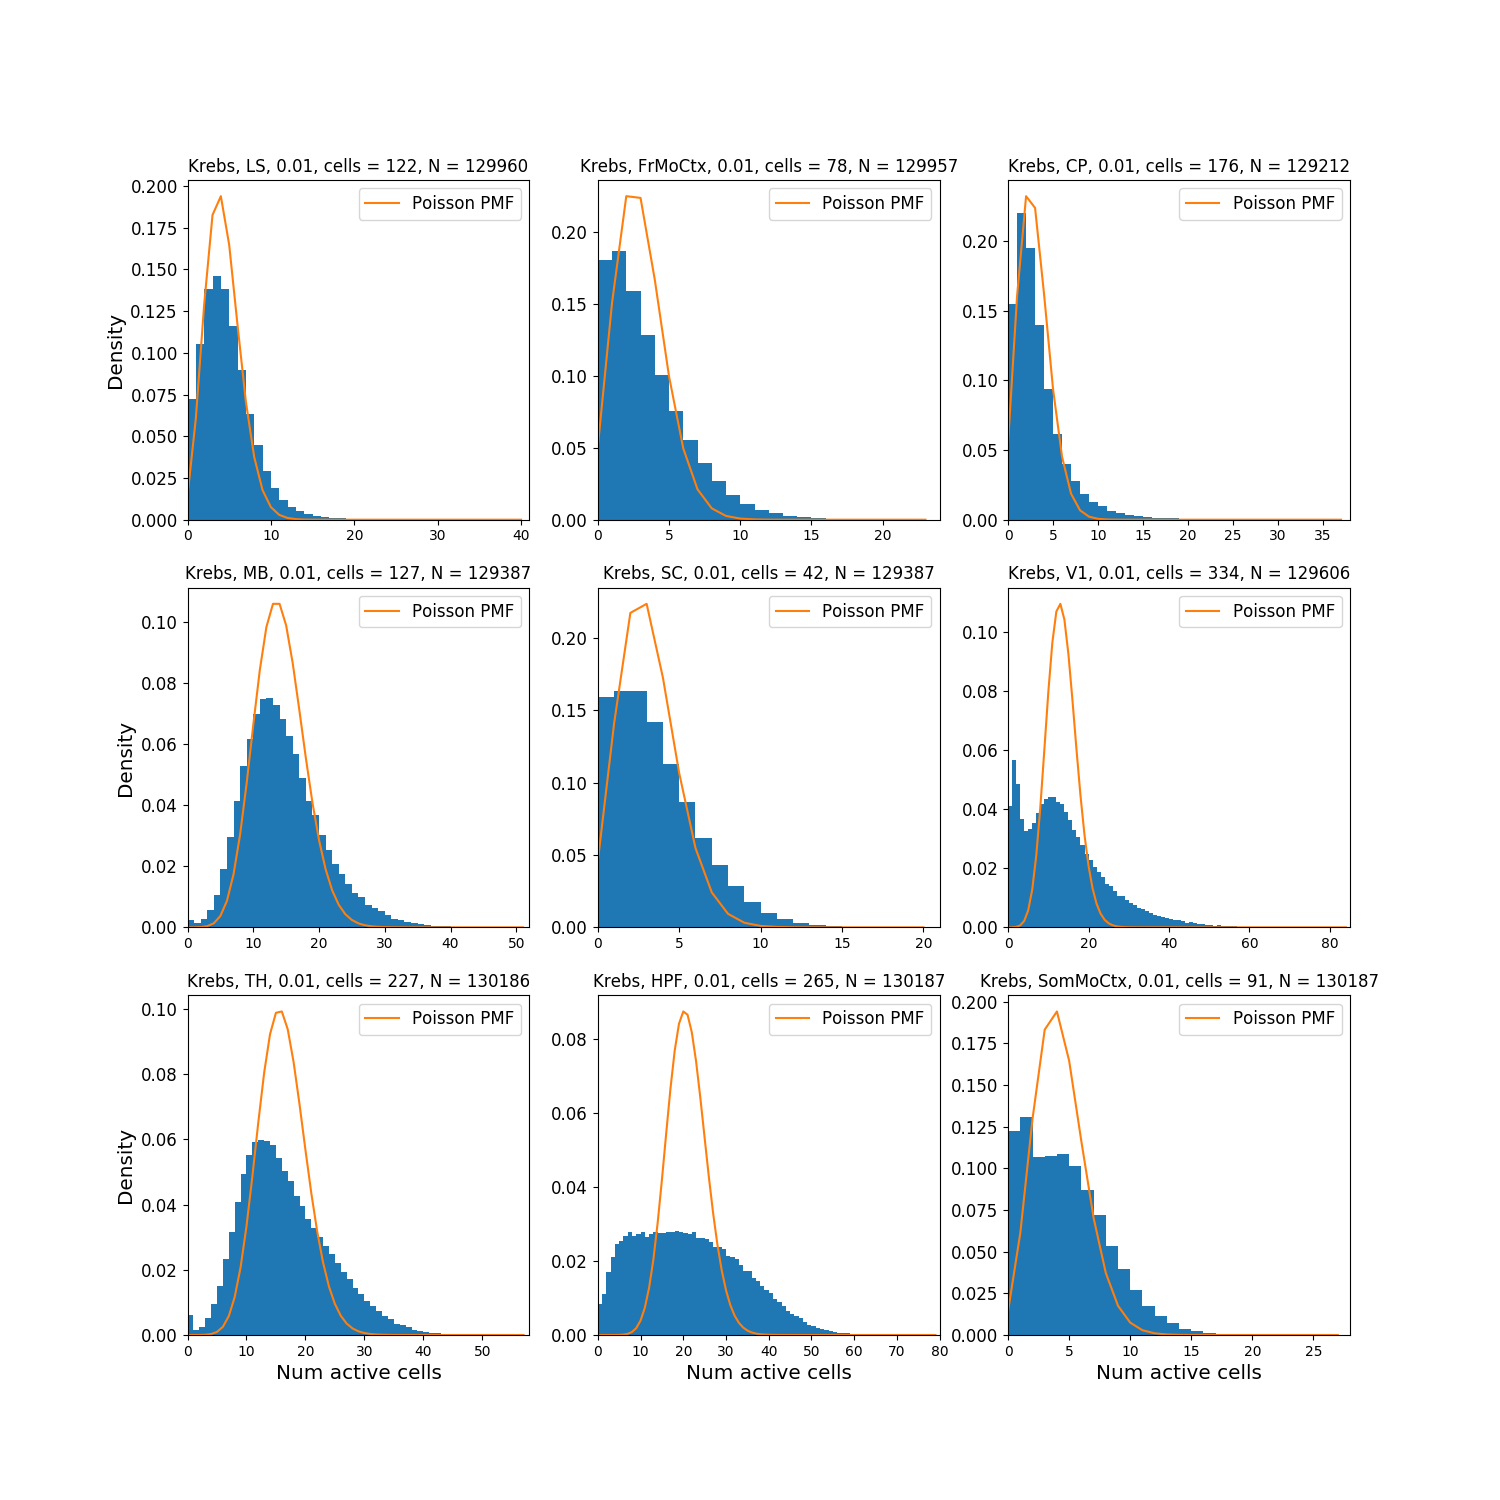 Krebs, LS, 0.01, cells = 122, N = 129960
Krebs, FrMoCtx, 0.01, cells = 78, N = 129957
Krebs, CP, 0.01, cells = 176, N = 129212
Density
0.200
0.175
0.150
0.125
0.100
0.075
0.050
0.025
0.000
0 10 20 30 40
Poisson PMF
0.20
0.15
0.10
0.05
0.00
0 5 10 15 20
Poisson PMF
0.20
0.15
0.10
0.05
0.00
0 5 10 15 20 25 30 35
Poisson PMF
Krebs, MB, 0.01, cells = 127, N = 129387
Krebs, SC, 0.01, cells = 42, N = 129387
Krebs, V1, 0.01, cells = 334, N = 129606
Density
0.10
0.08
0.06
0.04
0.02
0.00
0 10 20 30 40 50
Poisson PMF
0.20
0.15
0.10
0.05
0.00
0 5 10 15 20
Poisson PMF
0.10
0.08
0.06
0.04
0.02
0.00
0 20 40 60 80
Poisson PMF
Krebs, TH, 0.01, cells = 227, N = 130186
Krebs, HPF, 0.01, cells = 265, N = 130187
Krebs, SomMoCtx, 0.01, cells = 91, N = 130187
Density
0.10
0.08
0.06
0.04
0.02
0.00
0 10 20 30 40 50
Poisson PMF
Num active cells
0.08
0.06
0.04
0.02
0.00
0 10 20 30 40 50 60 70 80
Poisson PMF
Num active cells
0.200
0.175
0.150
0.125
0.100
0.075
0.050
0.025
0.000
0 5 10 15 20 25
Poisson PMF
Num active cells